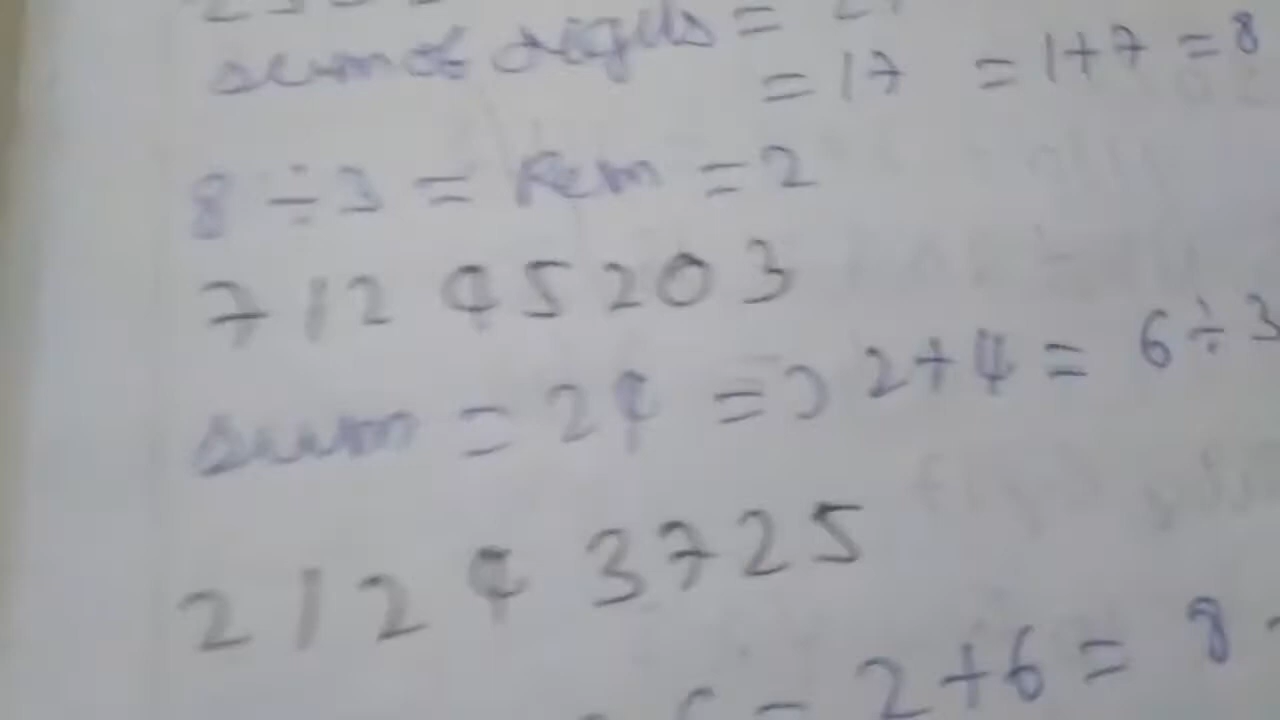 sum of digits =
= 17 = 1+7 = 8
8 ÷ 3 = Rem = 2
7 1 2 4 5 2 0 3
sum = 24 => 2+4 = 6 ÷ 3
2 1 2 4 3 7 2 5
2+6 = 8